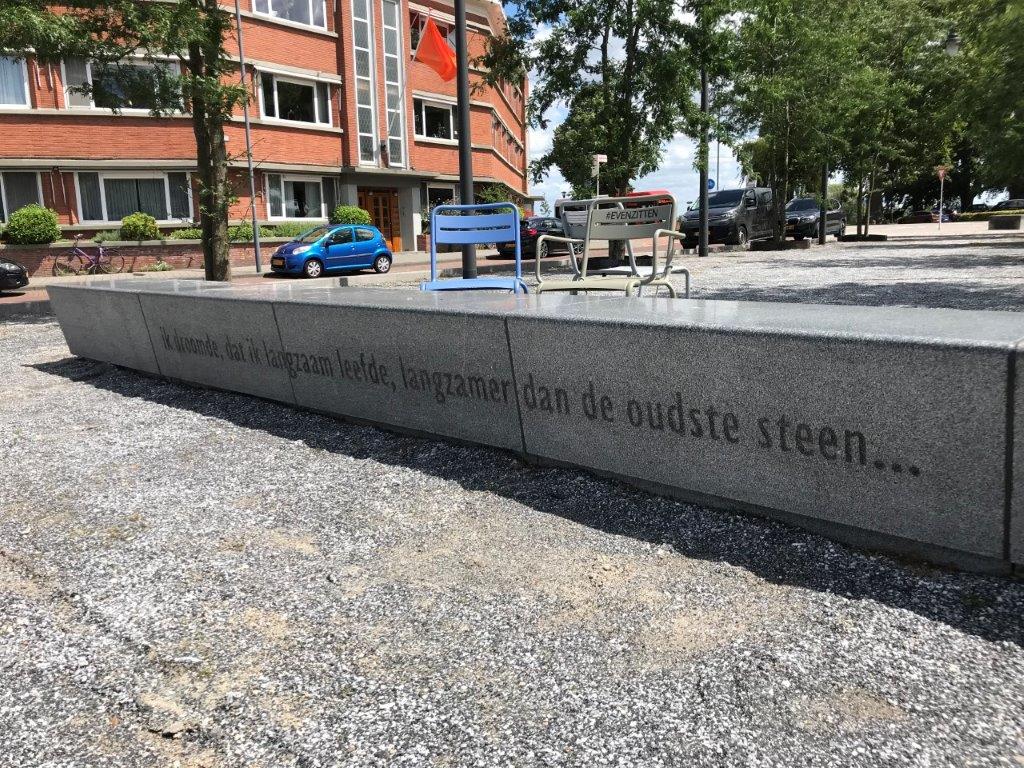 #EVENZITTEN
ik droomde, dat ik langzaam leefde, langzamer dan de oudste steen...